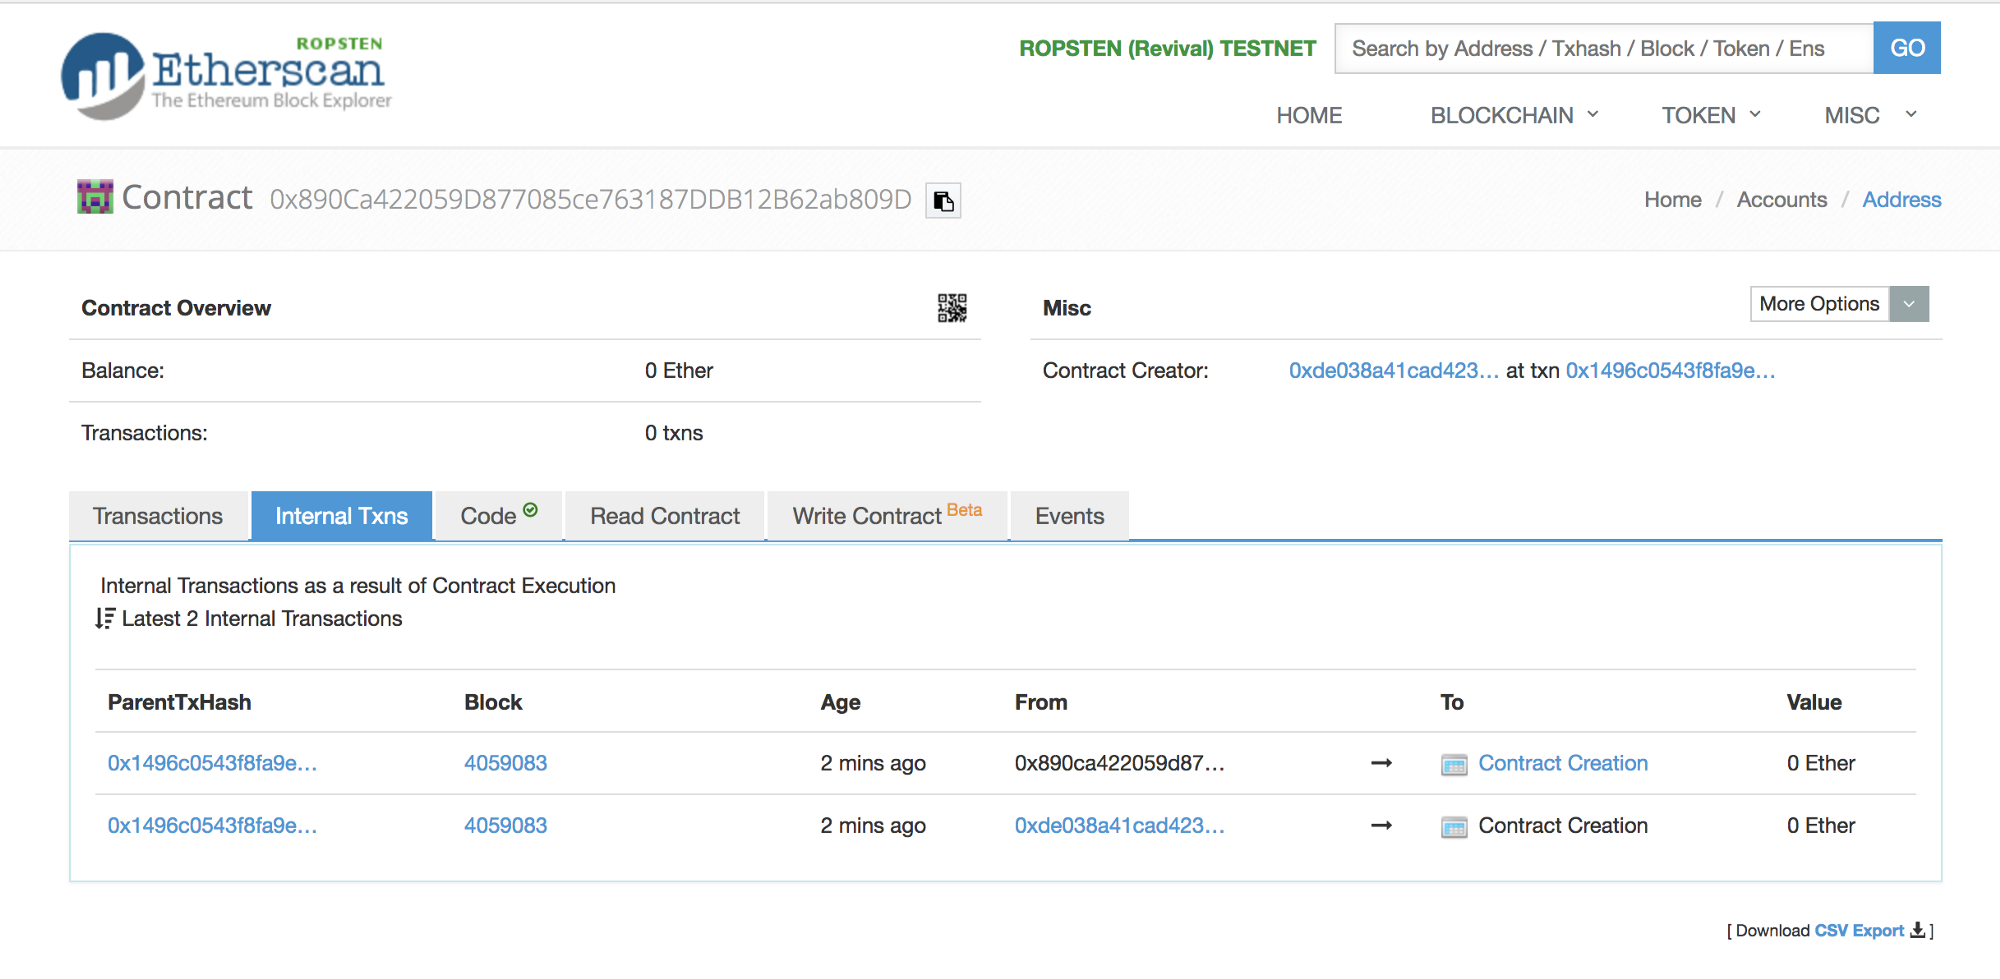 ROPSTEN
Etherscan
The Ethereum Block Explorer
ROPSTEN (Revival) TESTNET
Search by Address / Txhash / Block / Token / Ens
GO
HOME BLOCKCHAIN TOKEN MISC
Contract 0x890Ca422059D877085ce763187DDB12B62ab809D
Home / Accounts / Address
Contract Overview
Balance: 0 Ether
Transactions: 0 txns
Misc
More Options
Contract Creator: 0xde038a41cad423... at txn 0x1496c0543f8fa9e...
Transactions Internal Txns Code Read Contract Write Contract Beta Events
Internal Transactions as a result of Contract Execution
Latest 2 Internal Transactions
ParentTxHash Block Age From To Value
0x1496c0543f8fa9e... 4059083 2 mins ago 0x890ca422059d87... → Contract Creation 0 Ether
0x1496c0543f8fa9e... 4059083 2 mins ago 0xde038a41cad423... → Contract Creation 0 Ether
[ Download CSV Export ]